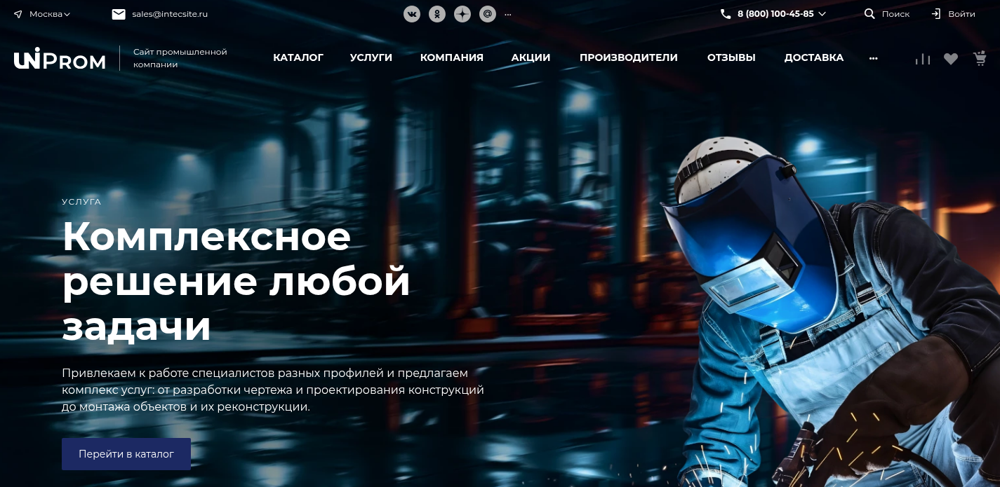 Москва
sales@intecsite.ru
8 (800) 100-45-85
Поиск
Войти
UNIPROM
Сайт промышленной
компании
КАТАЛОГ
УСЛУГИ
КОМПАНИЯ
АКЦИИ
ПРОИЗВОДИТЕЛИ
ОТЗЫВЫ
ДОСТАВКА
УСЛУГА
Комплексное
решение любой
задачи
Привлекаем к работе специалистов разных профилей и предлагаем
комплекс услуг: от разработки чертежа и проектирования конструкций
до монтажа объектов и их реконструкции.
Перейти в каталог